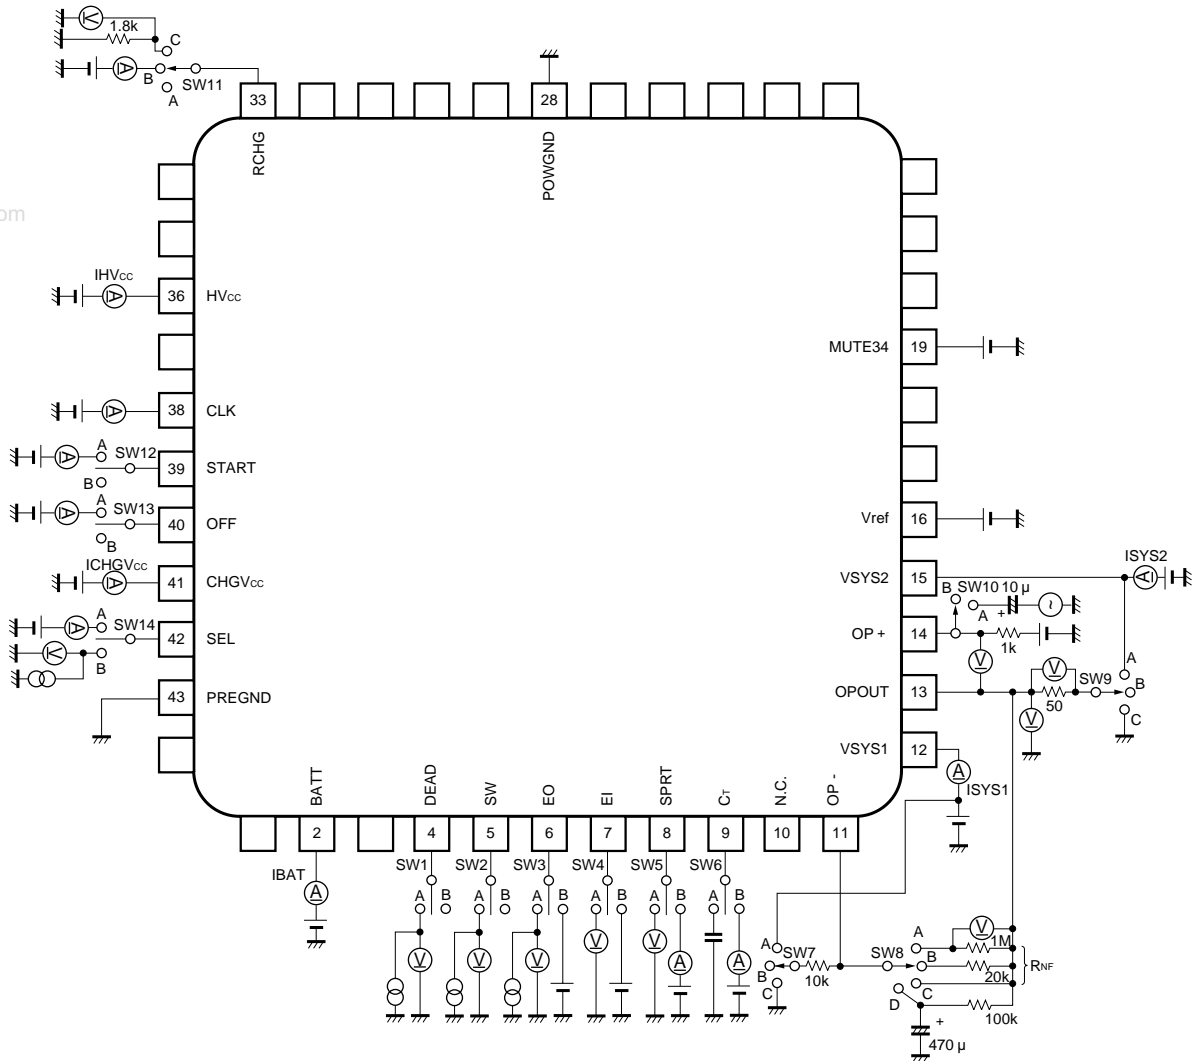 1.8k
C
B
SW11
A
33
28
RCHG
POWGND
om
IHVCC
36
HVCC
MUTE34
19
38
CLK
A
SW12
39
START
B
A
SW13
40
OFF
B
Vref
16
ICHGVCC
41
CHGVCC
VSYS2
15
ISYS2
B
SW10
10 μ
A
+
A
SW14
42
SEL
B
OP +
14
1k
43
PREGND
OPOUT
13
50
SW9
A
B
C
VSYS1
12
ISYS1
BATT
DEAD
SW
EO
EI
SPRT
CT
N.C.
OP -
2
4
5
6
7
8
9
10
11
IBAT
SW1
SW2
SW3
SW4
SW5
SW6
A
B
A
B
A
B
A
B
A
B
A
B
A
SW7
B
C
10k
SW8
A
1M
B
20k
RNF
C
D
100k
+
470 μ
A
V
~